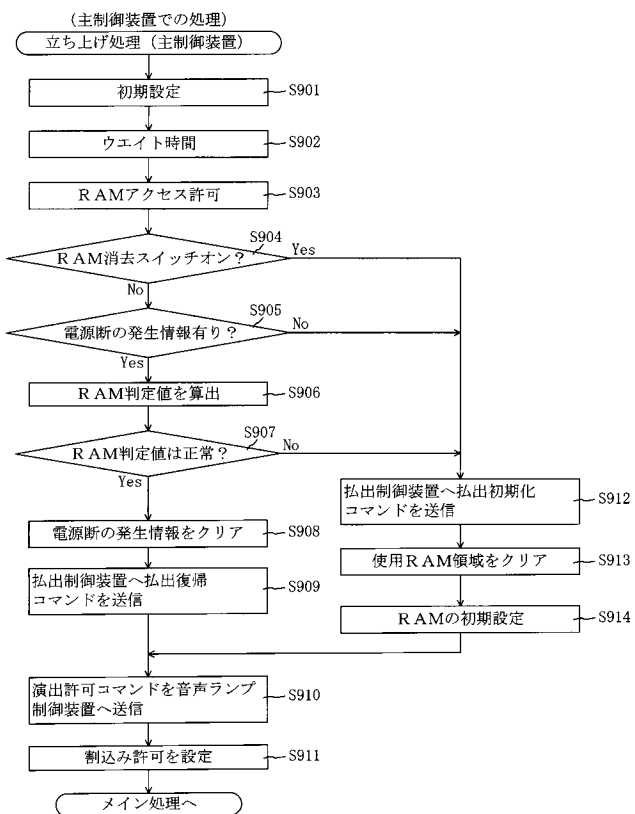 (主制御装置での処理)
立ち上げ処理(主制御装置)
初期設定
S901
ウエイト時間
S902
RAMアクセス許可
S903
RAM消去スイッチオン?
S904
Yes
No
電源断の発生情報有り?
S905
No
Yes
RAM判定値を算出
S906
RAM判定値は正常?
S907
No
Yes
電源断の発生情報をクリア
S908
払出制御装置へ払出復帰
コマンドを送信
S909
払出制御装置へ払出初期化
コマンドを送信
S912
使用RAM領域をクリア
S913
RAMの初期設定
S914
演出許可コマンドを音声ランプ
制御装置へ送信
S910
割込み許可を設定
S911
メイン処理へ